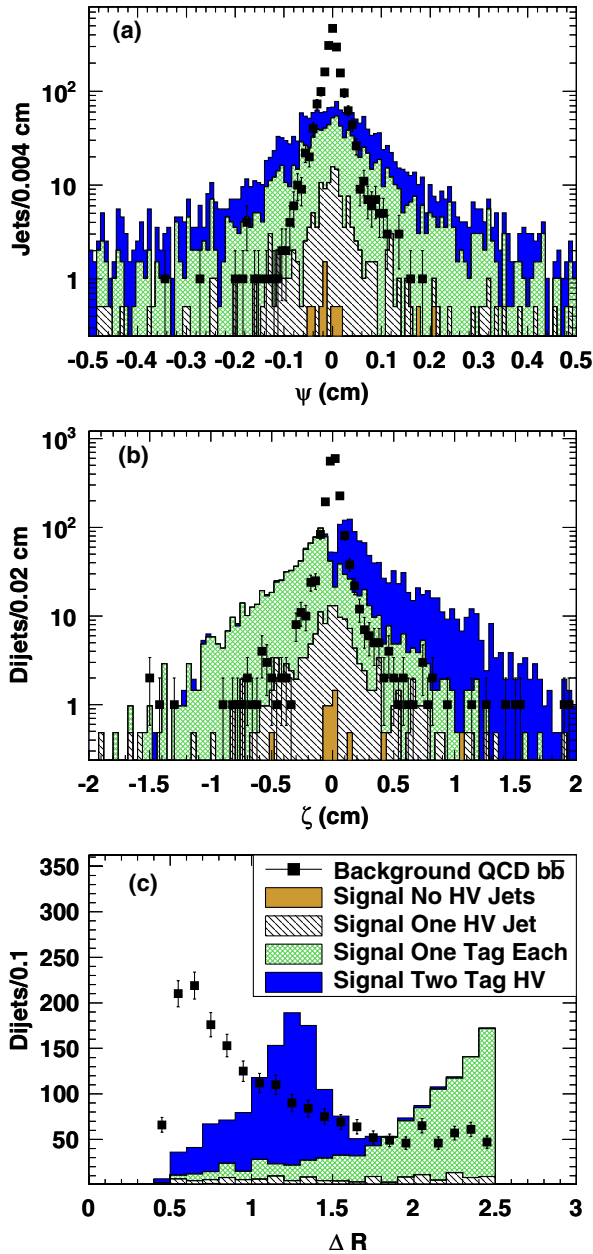 (a)
Jets/0.004 cm
10²
10
1
-0.5 -0.4 -0.3 -0.2 -0.1 0 0.1 0.2 0.3 0.4 0.5
ψ (cm)
(b)
Dijets/0.02 cm
10³
10²
10
1
-2 -1.5 -1 -0.5 0 0.5 1 1.5 2
ζ (cm)
(c)
Dijets/0.1
350
300
250
200
150
100
50
Background QCD bb̅
Signal No HV Jets
Signal One HV Jet
Signal One Tag Each
Signal Two Tag HV
0 0.5 1 1.5 2 2.5 3
Δ R